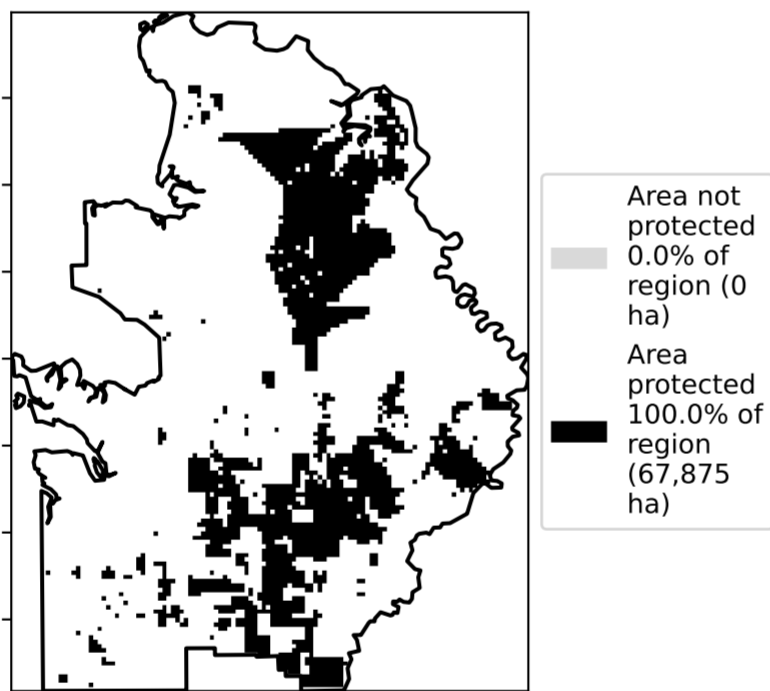 Area not
protected
0.0% of
region (0
ha)
Area
protected
100.0% of
region
(67,875
ha)